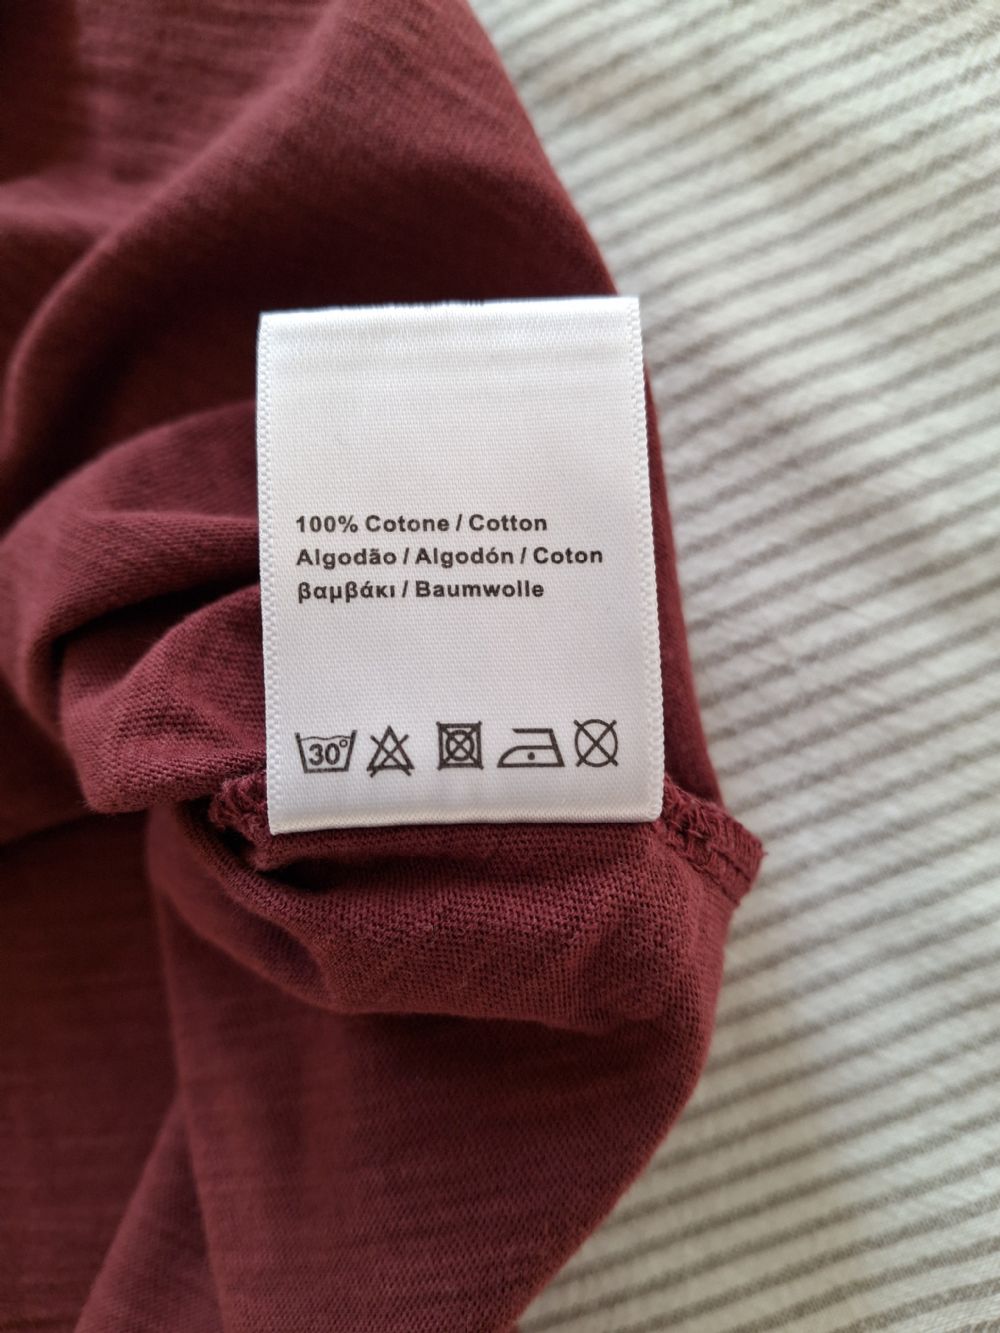 100% Cotone / Cotton
Algodão / Algodón / Coton
βαμβάκι / Baumwolle
30°